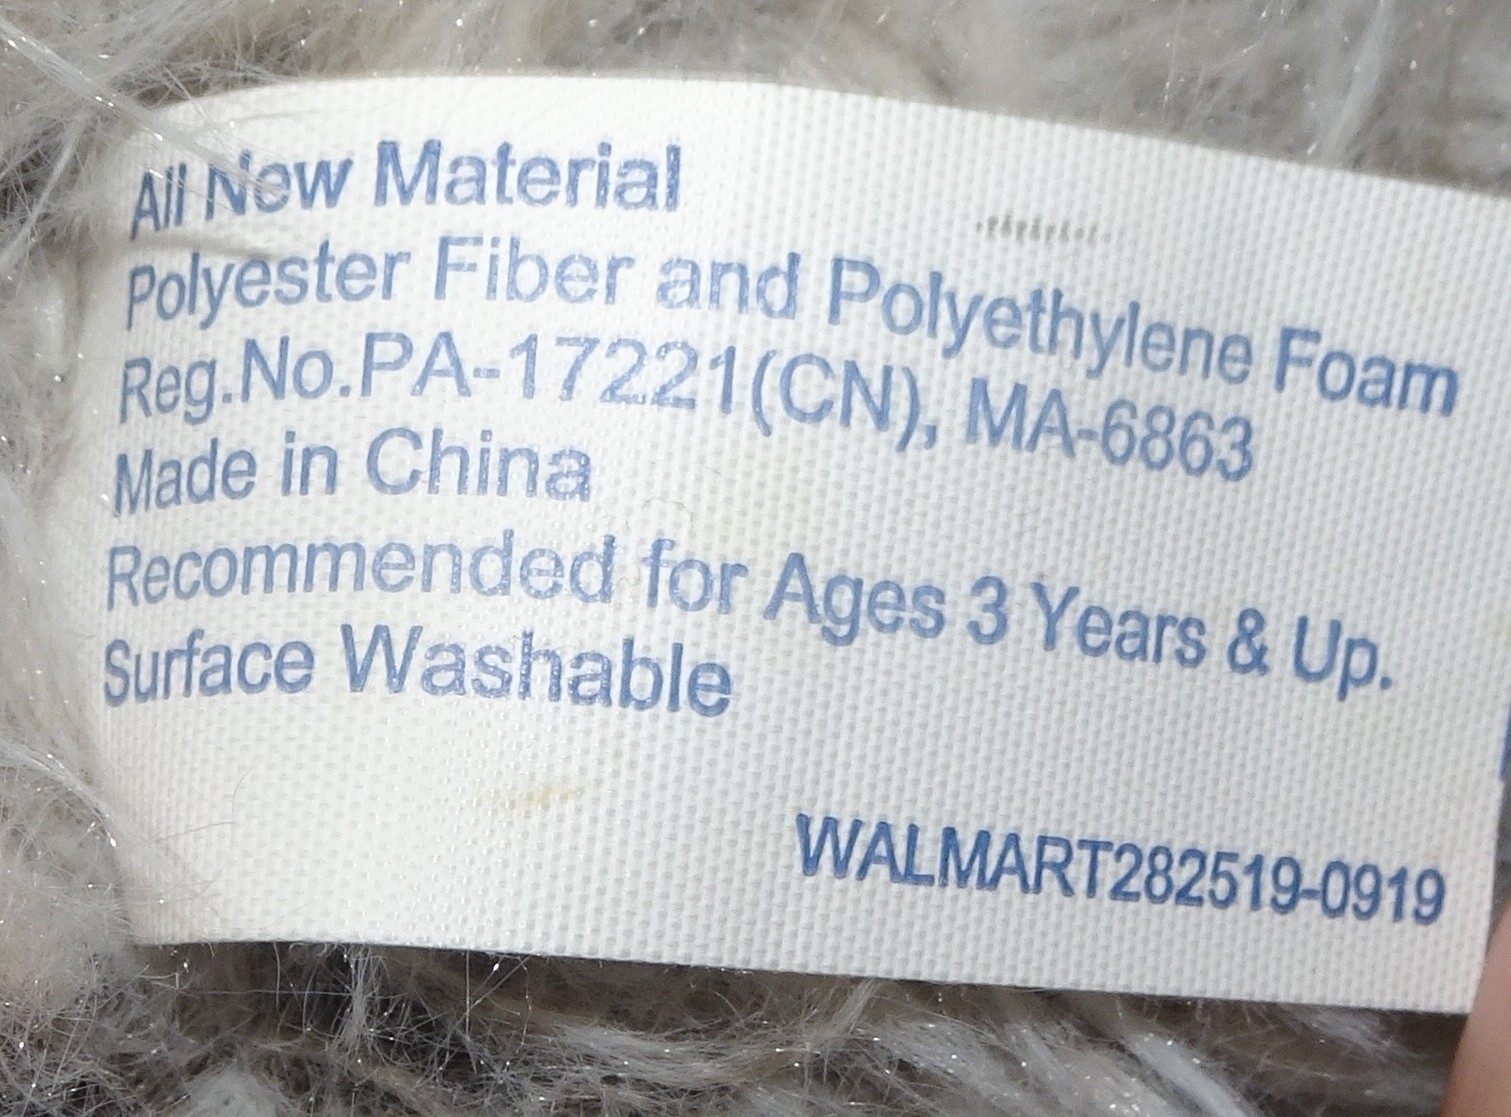 All New Material
Polyester Fiber and Polyethylene Foam
Reg.No.PA-17221(CN), MA-6863
Made in China
Recommended for Ages 3 Years & Up.
Surface Washable
WALMART282519-0919